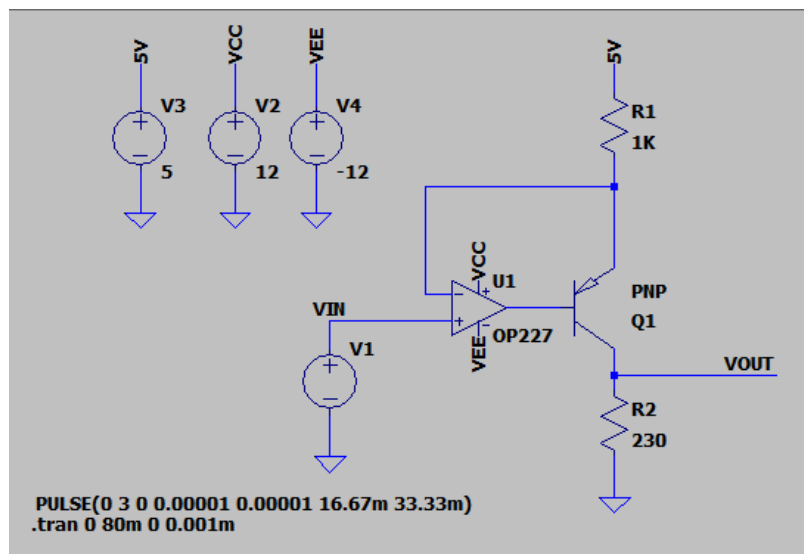 5V
VCC
VEE
5V
V3
V2
V4
R1
+
+
+
1K
−
−
−
5
12
-12
VCC
U1
+
−
PNP
VIN
+
−
Q1
VEE
OP227
V1
+
VOUT
−
R2
230
PULSE(0 3 0 0.00001 0.00001 16.67m 33.33m)
.tran 0 80m 0 0.001m